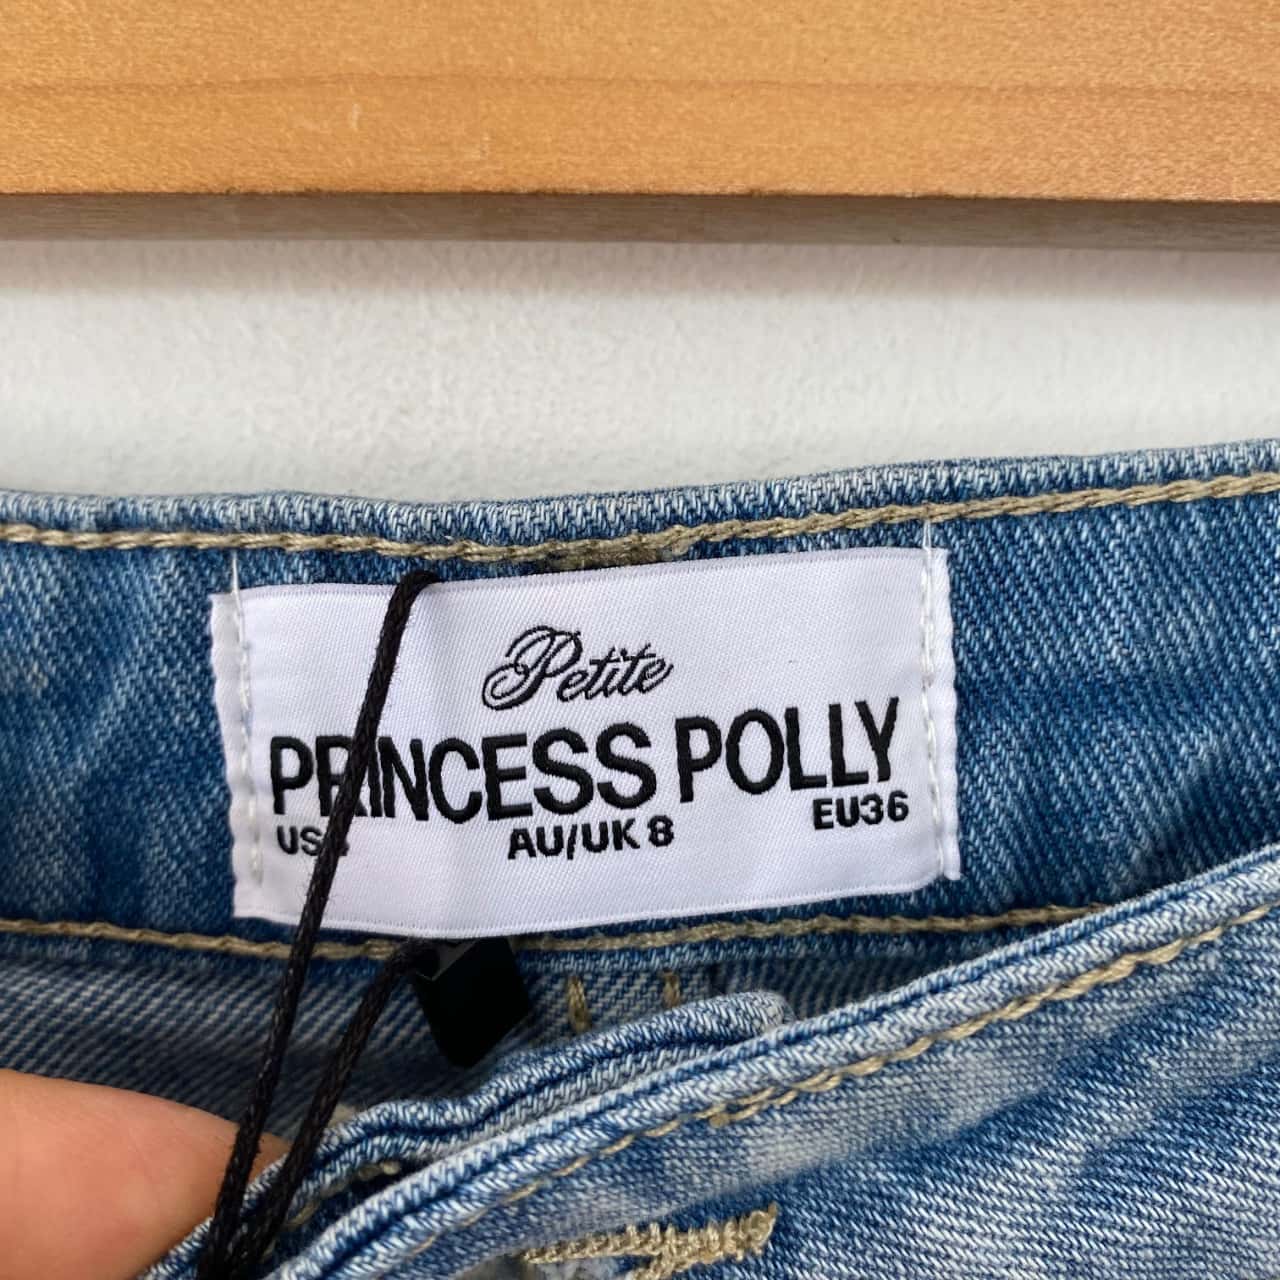 Petite
PRINCESS POLLY
US AU/UK 8 EU36